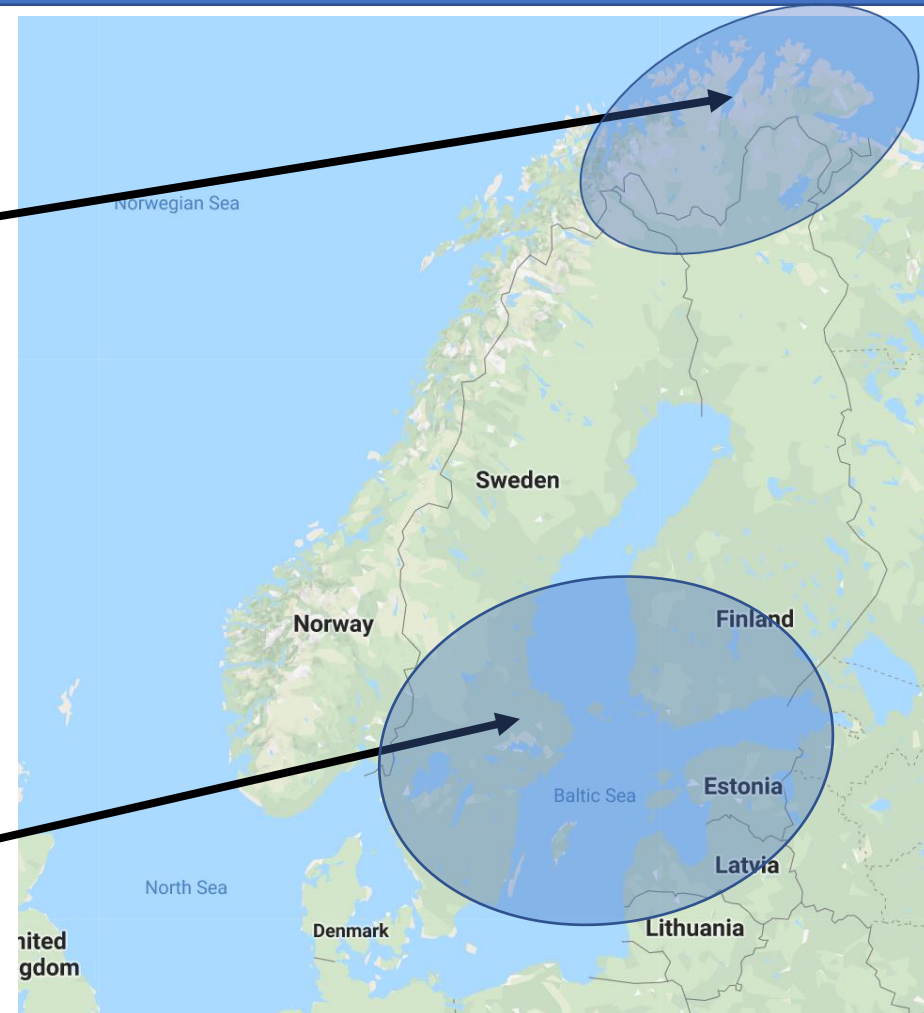 Norwegian Sea
Sweden
Norway
Finland
Baltic Sea
Estonia
Latvia
North Sea
Denmark
Lithuania
nited
gdom